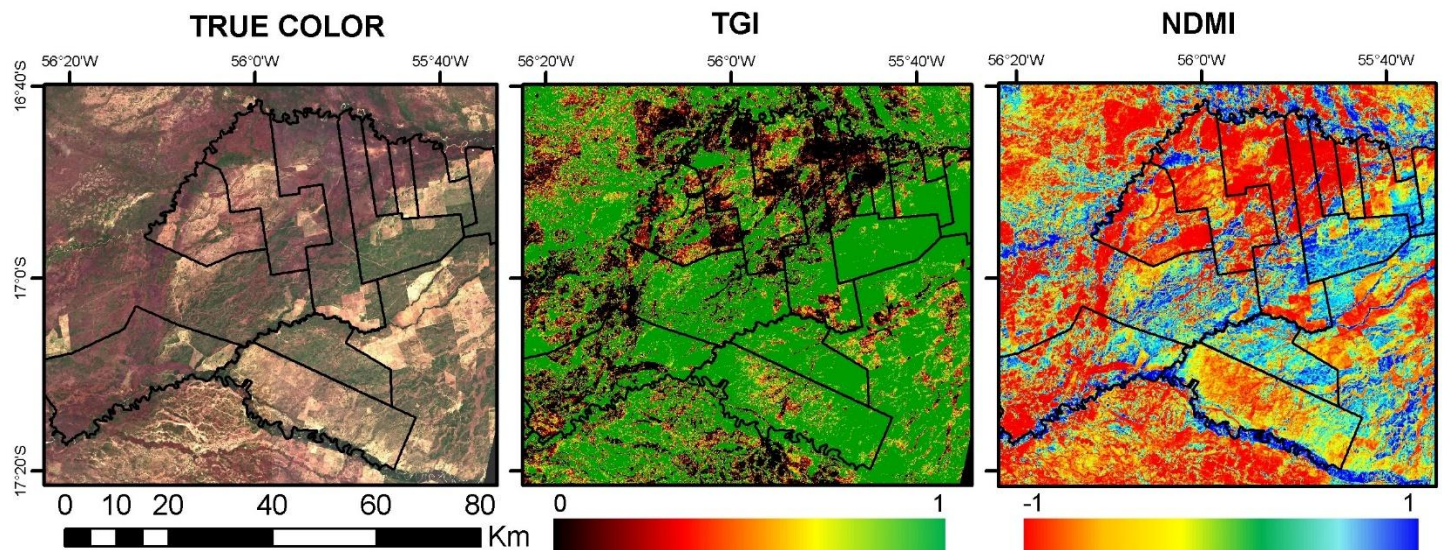 TRUE COLOR TGI NDMI
56°20'W 56°0'W 55°40'W 56°20'W 56°0'W 55°40'W 56°20'W 56°0'W 55°40'W
16°40'S
17°0'S
17°20'S
0 10 20 40 60 80 0 1 -1 1
Km